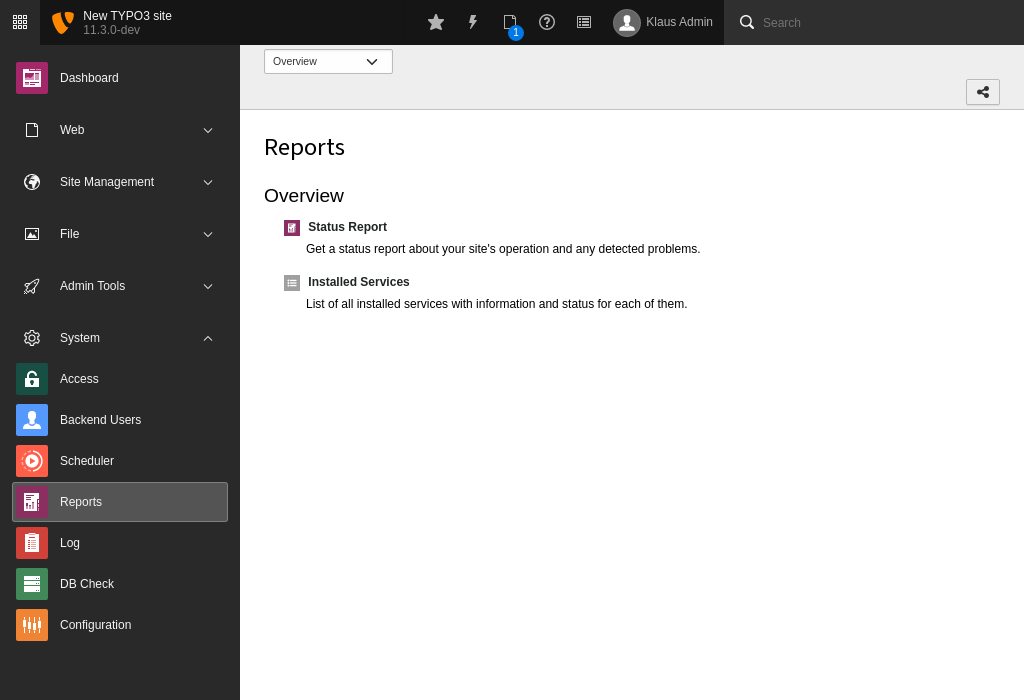 New TYPO3 site
11.3.0-dev
1
Klaus Admin
Search
Dashboard
Web
Site Management
File
Admin Tools
System
Access
Backend Users
Scheduler
Reports
Log
DB Check
Configuration
Overview
Reports
Overview
Status Report
Get a status report about your site's operation and any detected problems.
Installed Services
List of all installed services with information and status for each of them.